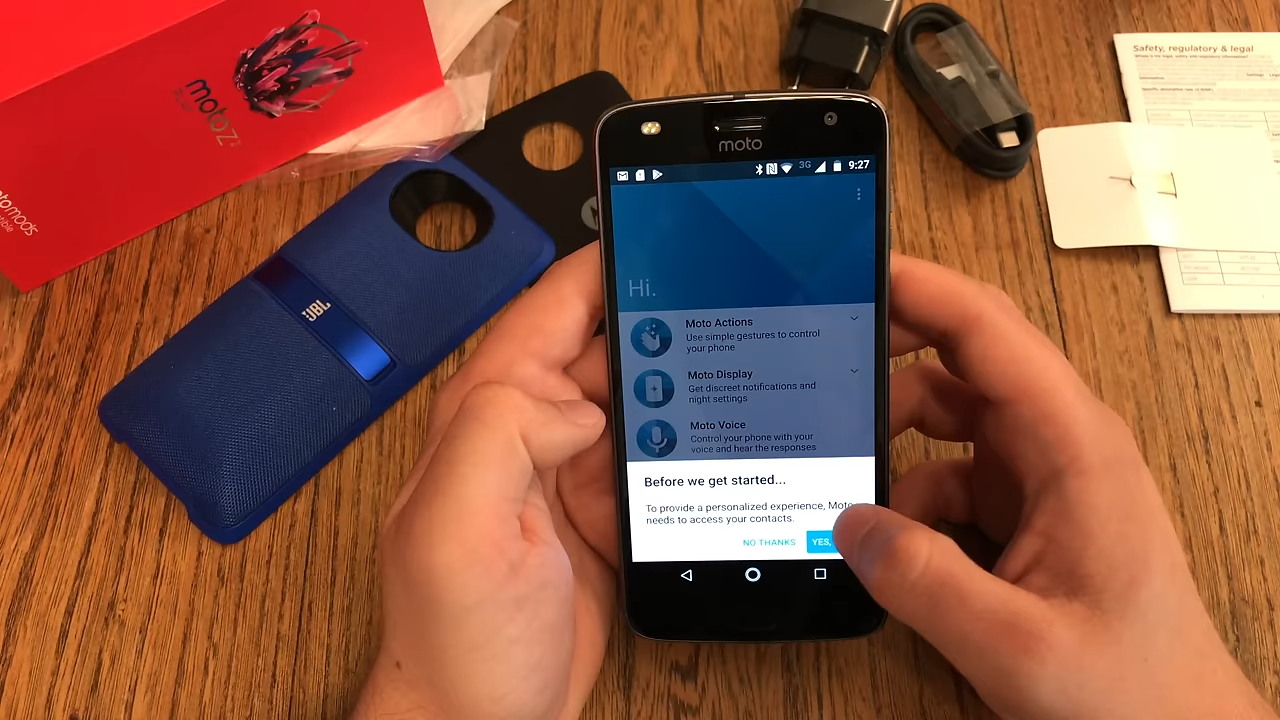 moto z²
PLAY
motomods
JBL
moto
3G
9:27
Hi.
Moto Actions
Use simple gestures to control
your phone
Moto Display
Get discreet notifications and
night settings
Moto Voice
Control your phone with your
voice and hear the responses
Before we get started...
To provide a personalized experience, Moto
needs to access your contacts.
NO THANKS
YES,
Safety, regulatory & legal